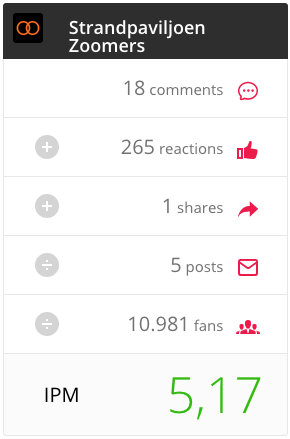 Strandpaviljoen
Zoomers
18 comments
+ 265 reactions
+ 1 shares
÷ 5 posts
÷ 10.981 fans
IPM 5,17